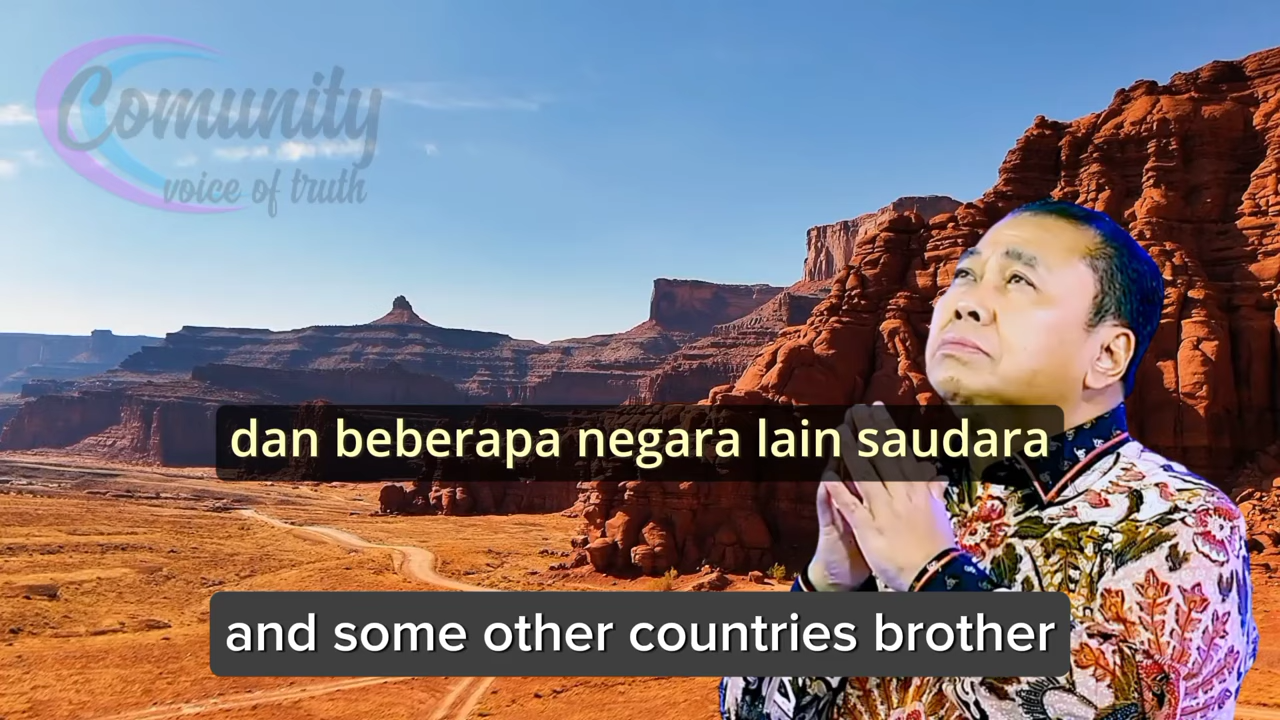 Comunity
voice of truth
dan beberapa negara lain saudara
and some other countries brother